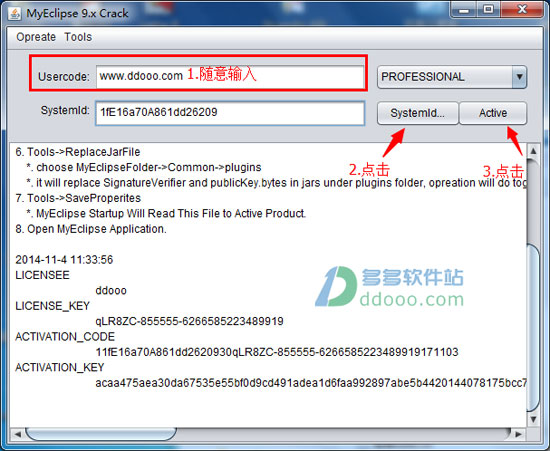 MyEclipse 9.x Crack
Opreate Tools
Usercode: www.ddooo.com 1.随意输入 PROFESSIONAL
SystemId: 1fE16a70A861dd26209 SystemId... Active
2.点击 3.点击
6. Tools->ReplaceJarFile
*. choose MyEclipseFolder->Common->plugins
*. it will replace SignatureVerifier and publicKey.bytes in jars under plugins folder, opreation will do tog
7. Tools->SaveProperites
*. MyEclipse Startup Will Read This File to Active Product.
8. Open MyEclipse Application.
2014-11-4 11:33:56
LICENSEE
ddooo
LICENSE_KEY
qLR8ZC-855555-6266585223489919
ACTIVATION_CODE
11fE16a70A861dd2620930qLR8ZC-855555-6266585223489919171103
ACTIVATION_KEY
acaa475aea30da67535e55bf0d9cd491adea1d6faa992897abe5b4420144078175bcc7
多多软件站
ddooo.com